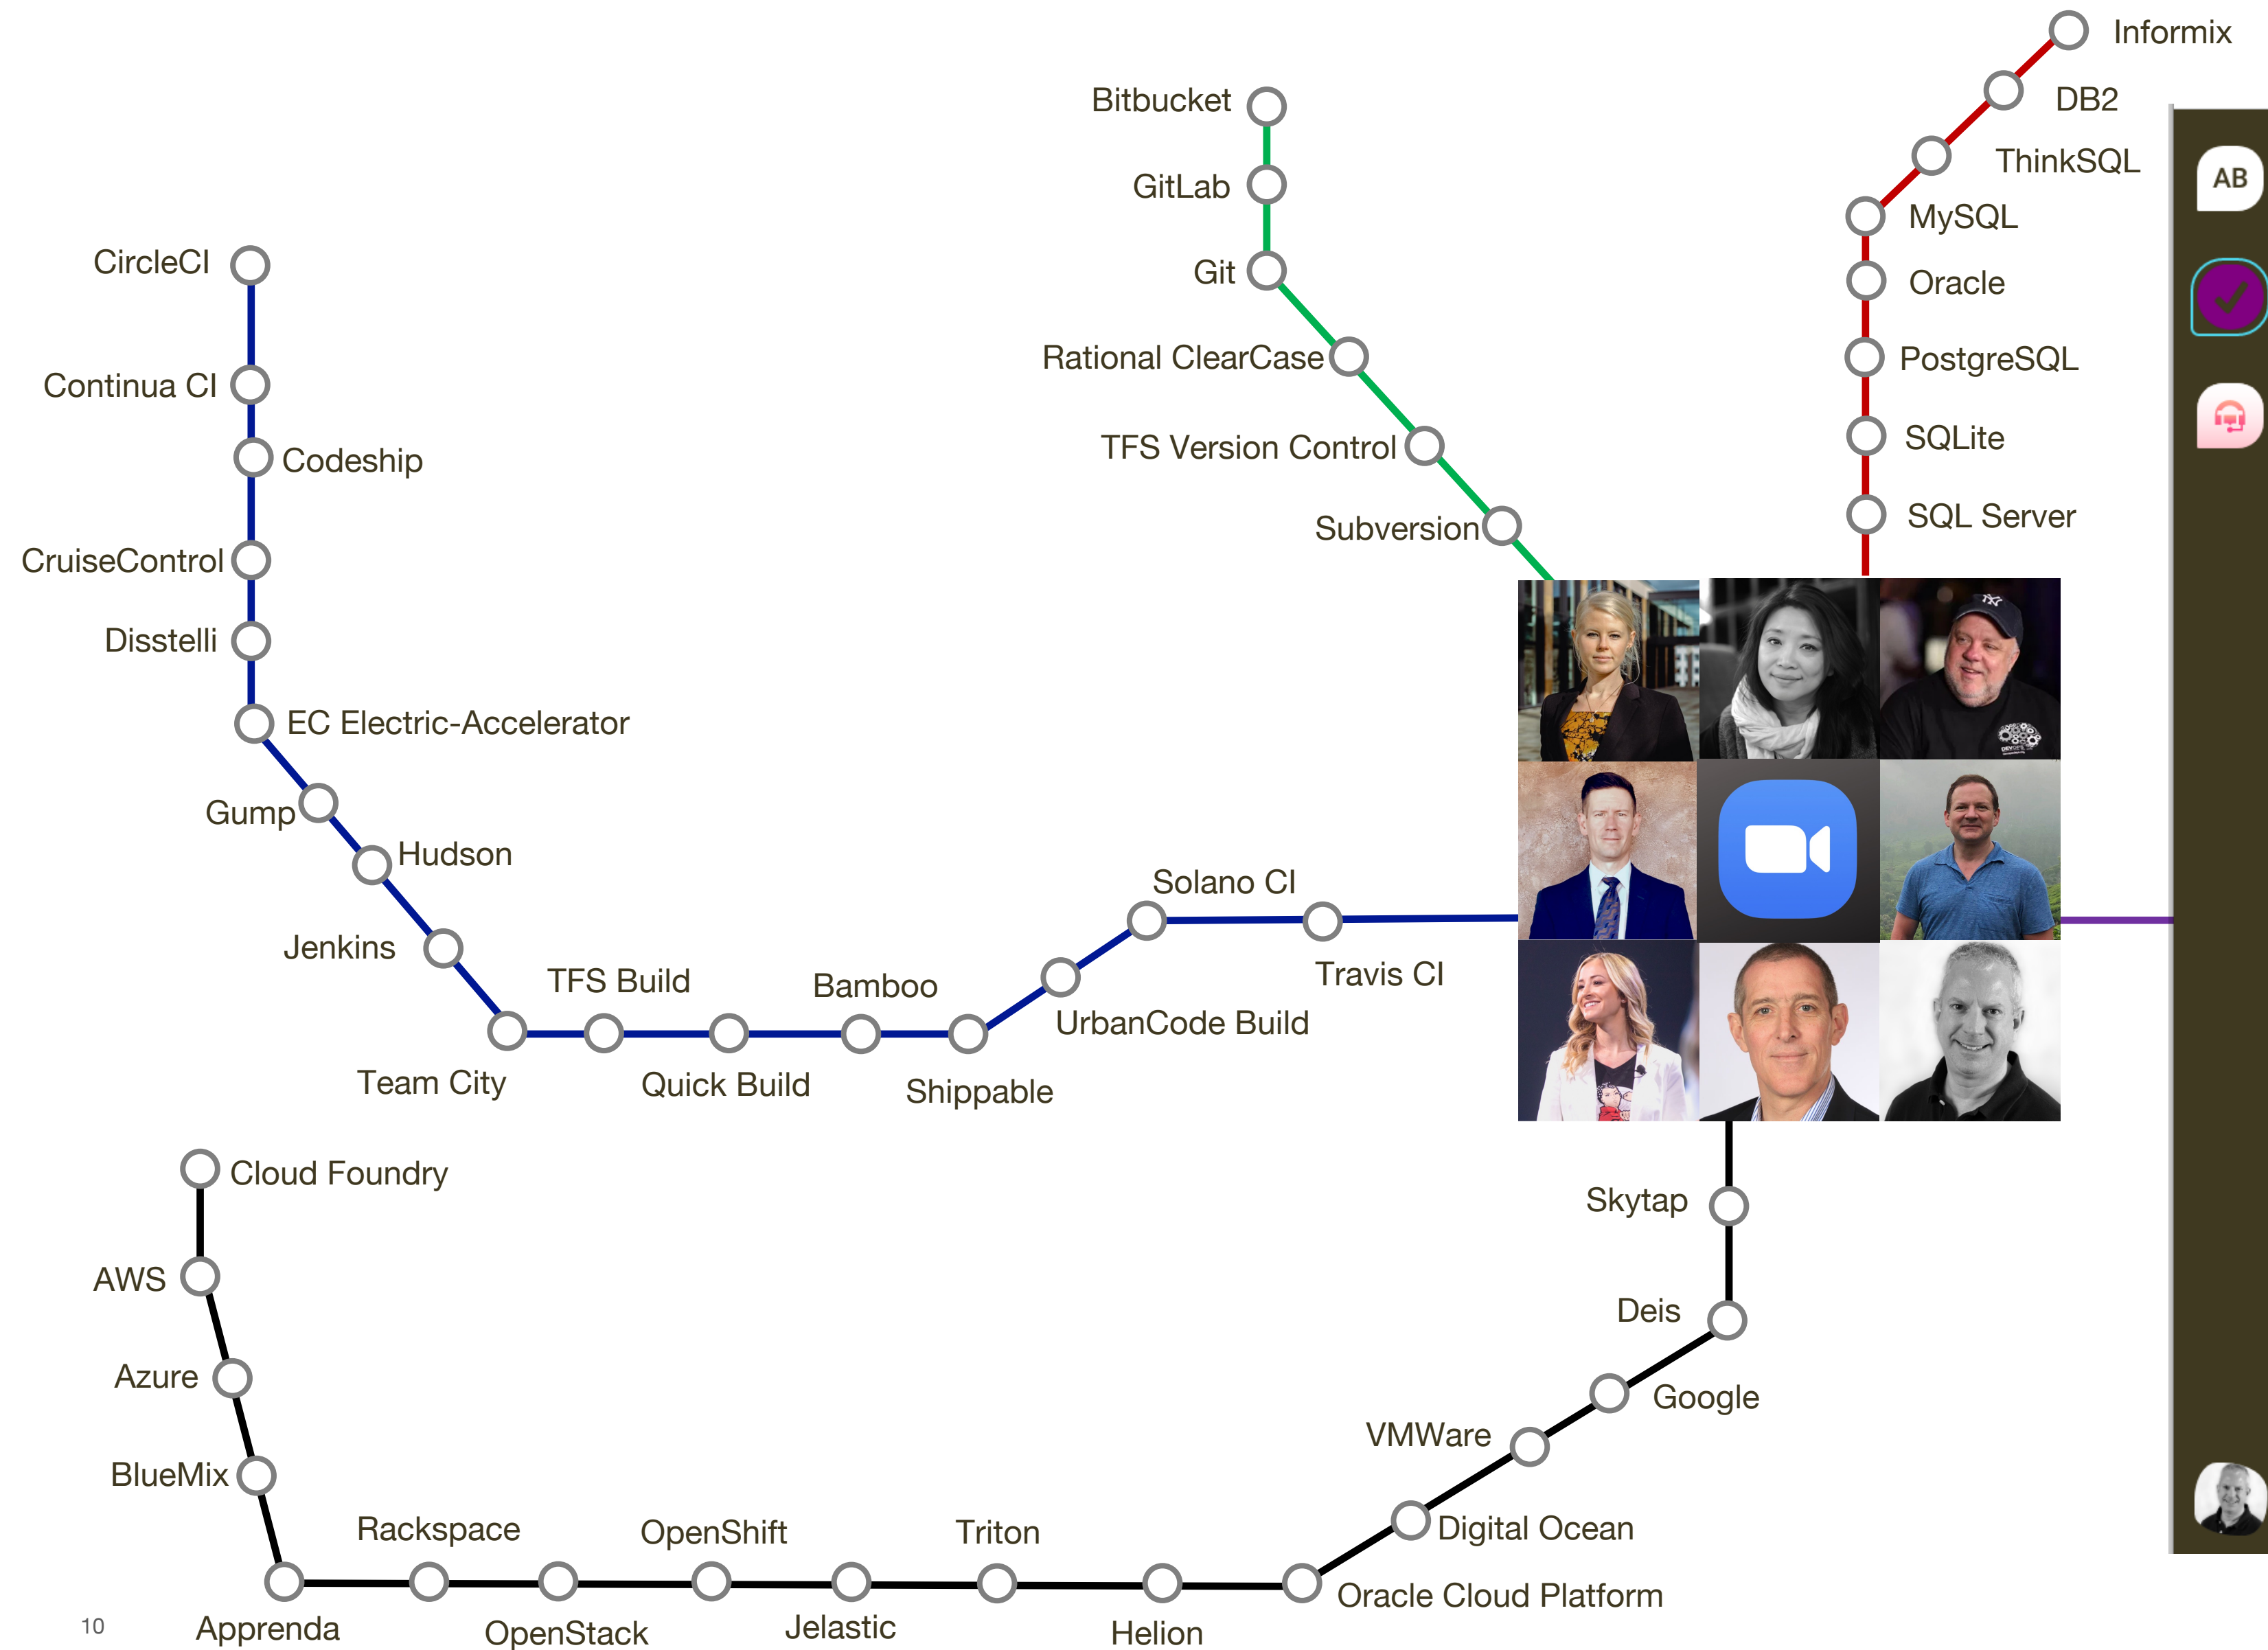 Informix
DB2
ThinkSQL
MySQL
Oracle
PostgreSQL
SQLite
SQL Server
Bitbucket
GitLab
Git
Rational ClearCase
TFS Version Control
Subversion
CircleCI
Continua CI
Codeship
CruiseControl
Disstelli
EC Electric-Accelerator
Gump
Hudson
Jenkins
Team City
TFS Build
Quick Build
Bamboo
Shippable
UrbanCode Build
Solano CI
Travis CI
Cloud Foundry
AWS
Azure
BlueMix
Apprenda
Rackspace
OpenStack
OpenShift
Jelastic
Triton
Helion
Oracle Cloud Platform
Digital Ocean
VMWare
Google
Deis
Skytap
AB
10